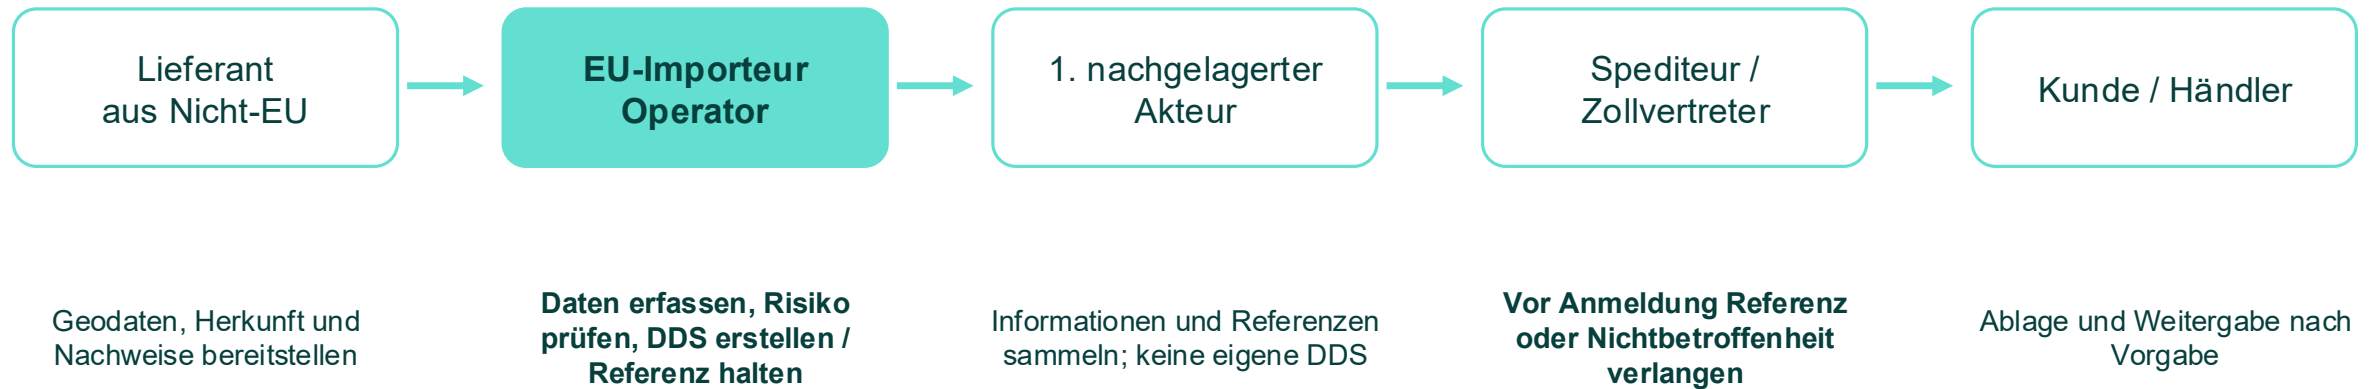 Lieferant
aus Nicht-EU
EU-Importeur
Operator
1. nachgelagerter
Akteur
Spediteur /
Zollvertreter
Kunde / Händler
Geodaten, Herkunft und
Nachweise bereitstellen
Daten erfassen, Risiko
prüfen, DDS erstellen /
Referenz halten
Informationen und Referenzen
sammeln; keine eigene DDS
Vor Anmeldung Referenz
oder Nichtbetroffenheit
verlangen
Ablage und Weitergabe nach
Vorgabe